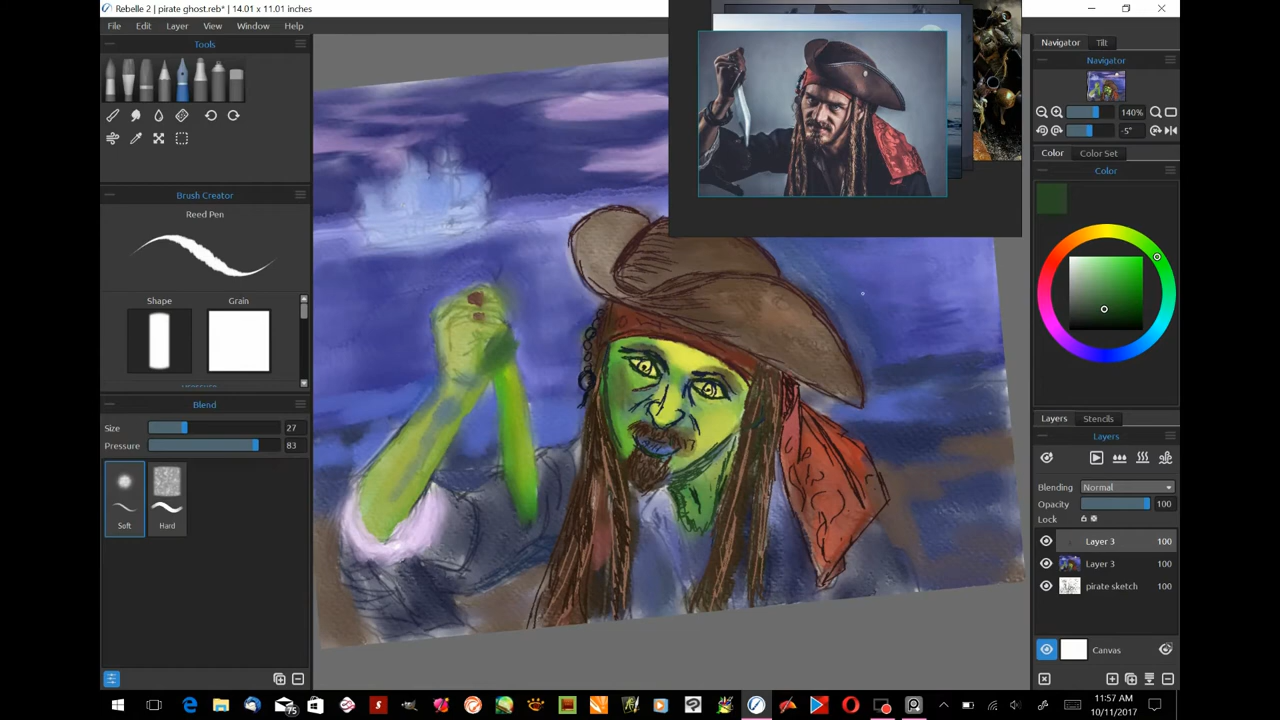 Rebelle 2 | pirate ghost.reb* | 14.01 x 11.01 inches
File Edit Layer View Window Help
Tools
Brush Creator
Reed Pen
Shape Grain
Blend
Size 27
Pressure 83
Soft Hard
Navigator Tilt
Navigator
140%
-5°
Color Color Set
Color
Layers Stencils
Layers
Blending Normal
Opacity 100
Lock
Layer 3 100
Layer 3 100
pirate sketch 100
Canvas
75
11:57 AM
10/11/2017